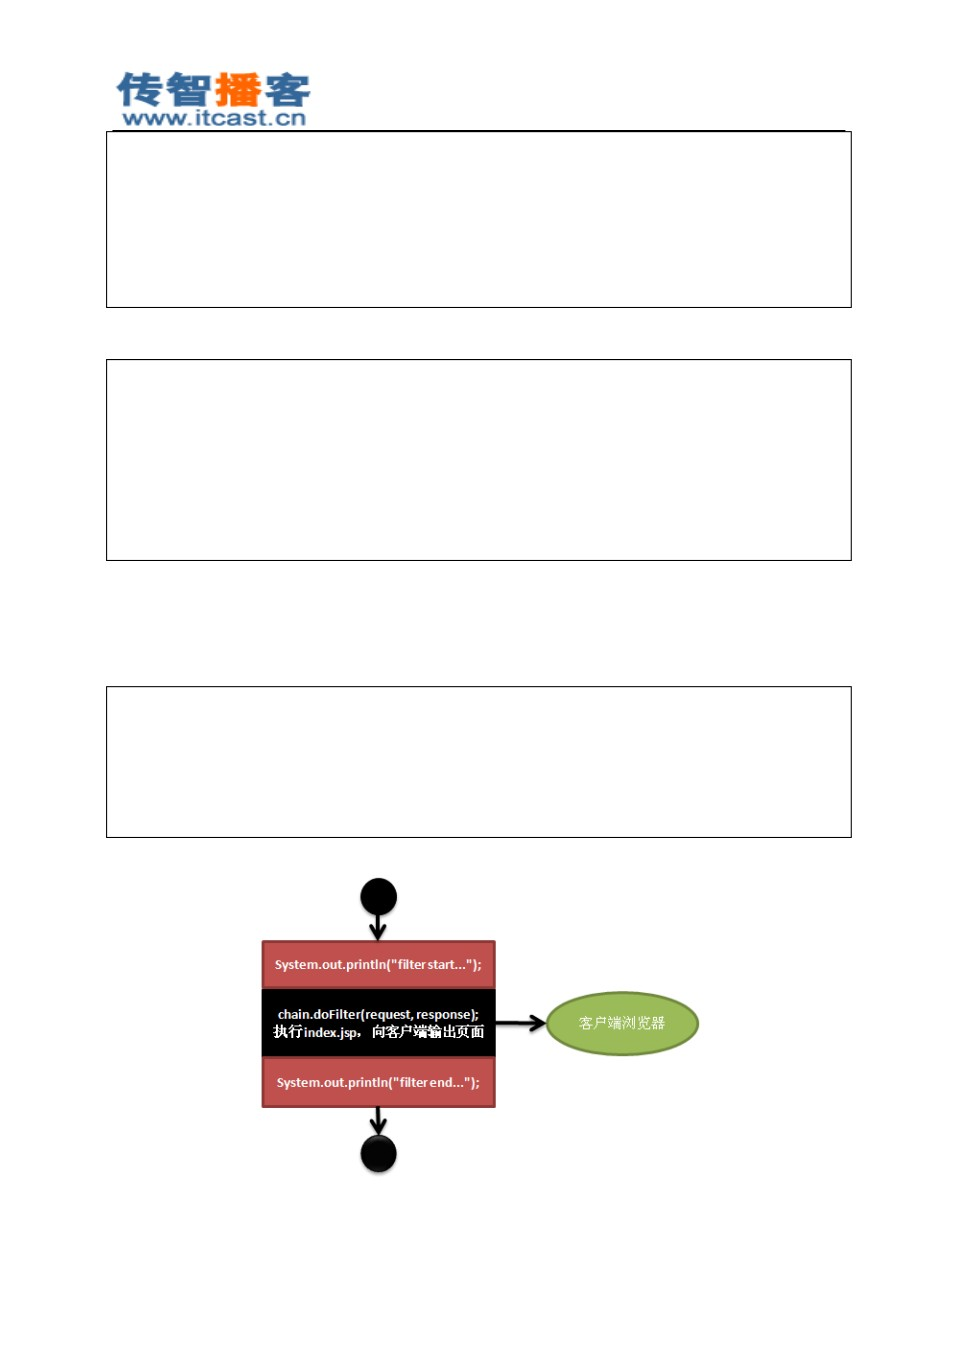 传智播客
www.itcast.cn
System.out.println("filter start...");
chain.doFilter(request, response);
执行index.jsp，向客户端输出页面
客户端浏览器
System.out.println("filter end...");